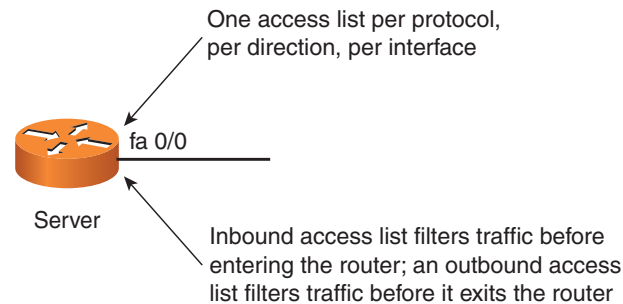 One access list per protocol,
per direction, per interface
fa 0/0
Server
Inbound access list filters traffic before
entering the router; an outbound access
list filters traffic before it exits the router